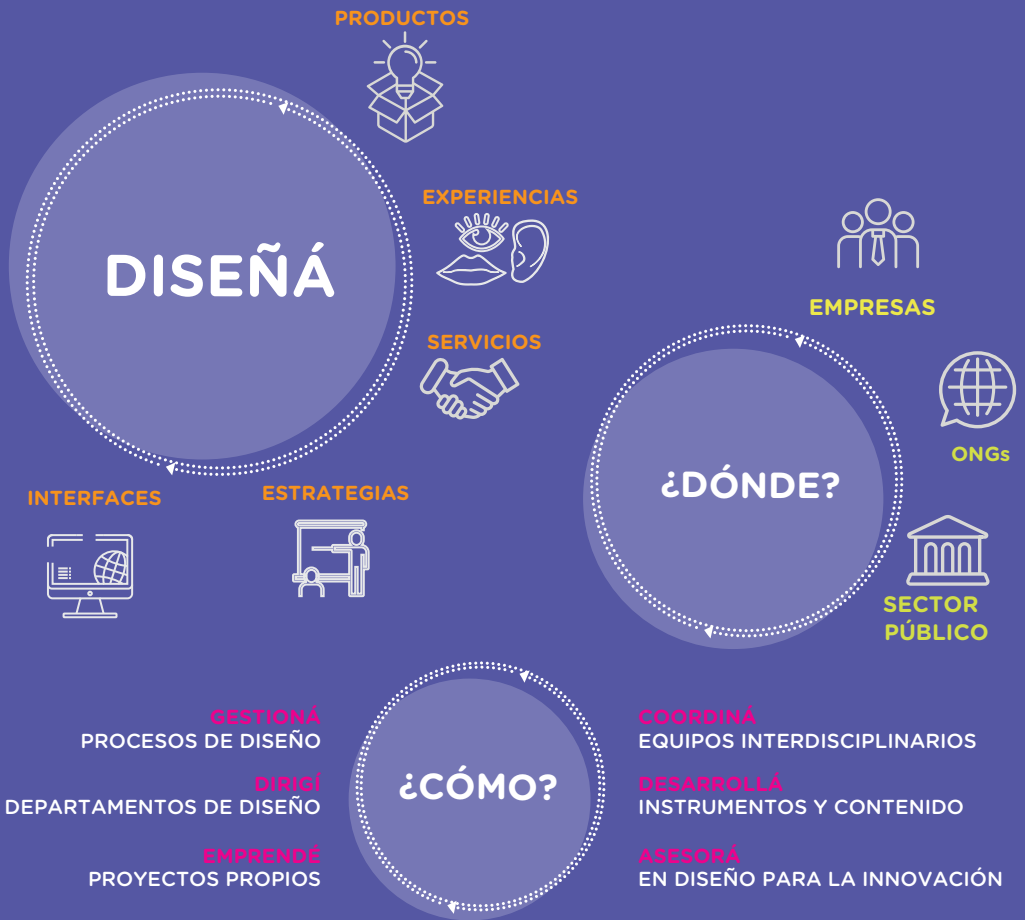 PRODUCTOS
EXPERIENCIAS
DISEÑÁ
SERVICIOS
INTERFACES
ESTRATEGIAS
EMPRESAS
ONGs
¿DÓNDE?
SECTOR
PÚBLICO
¿CÓMO?
GESTIONÁ
PROCESOS DE DISEÑO
DIRIGÍ
DEPARTAMENTOS DE DISEÑO
EMPRENDÉ
PROYECTOS PROPIOS
COORDINÁ
EQUIPOS INTERDISCIPLINARIOS
DESARROLLÁ
INSTRUMENTOS Y CONTENIDO
ASESORÁ
EN DISEÑO PARA LA INNOVACIÓN